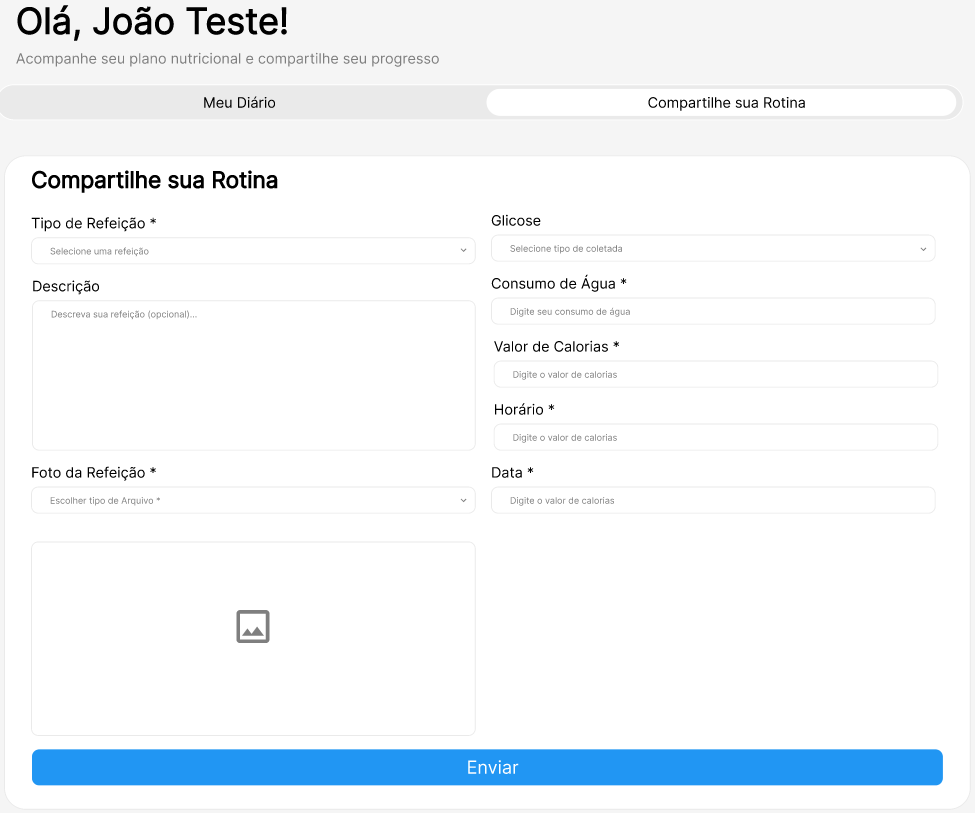 Olá, João Teste!
Acompanhe seu plano nutricional e compartilhe seu progresso
Meu Diário
Compartilhe sua Rotina
Compartilhe sua Rotina
Tipo de Refeição *
Selecione uma refeição
Descrição
Descreva sua refeição (opcional)...
Foto da Refeição *
Escolher tipo de Arquivo *
Glicose
Selecione tipo de coletada
Consumo de Água *
Digite seu consumo de água
Valor de Calorias *
Digite o valor de calorias
Horário *
Digite o valor de calorias
Data *
Digite o valor de calorias
Enviar